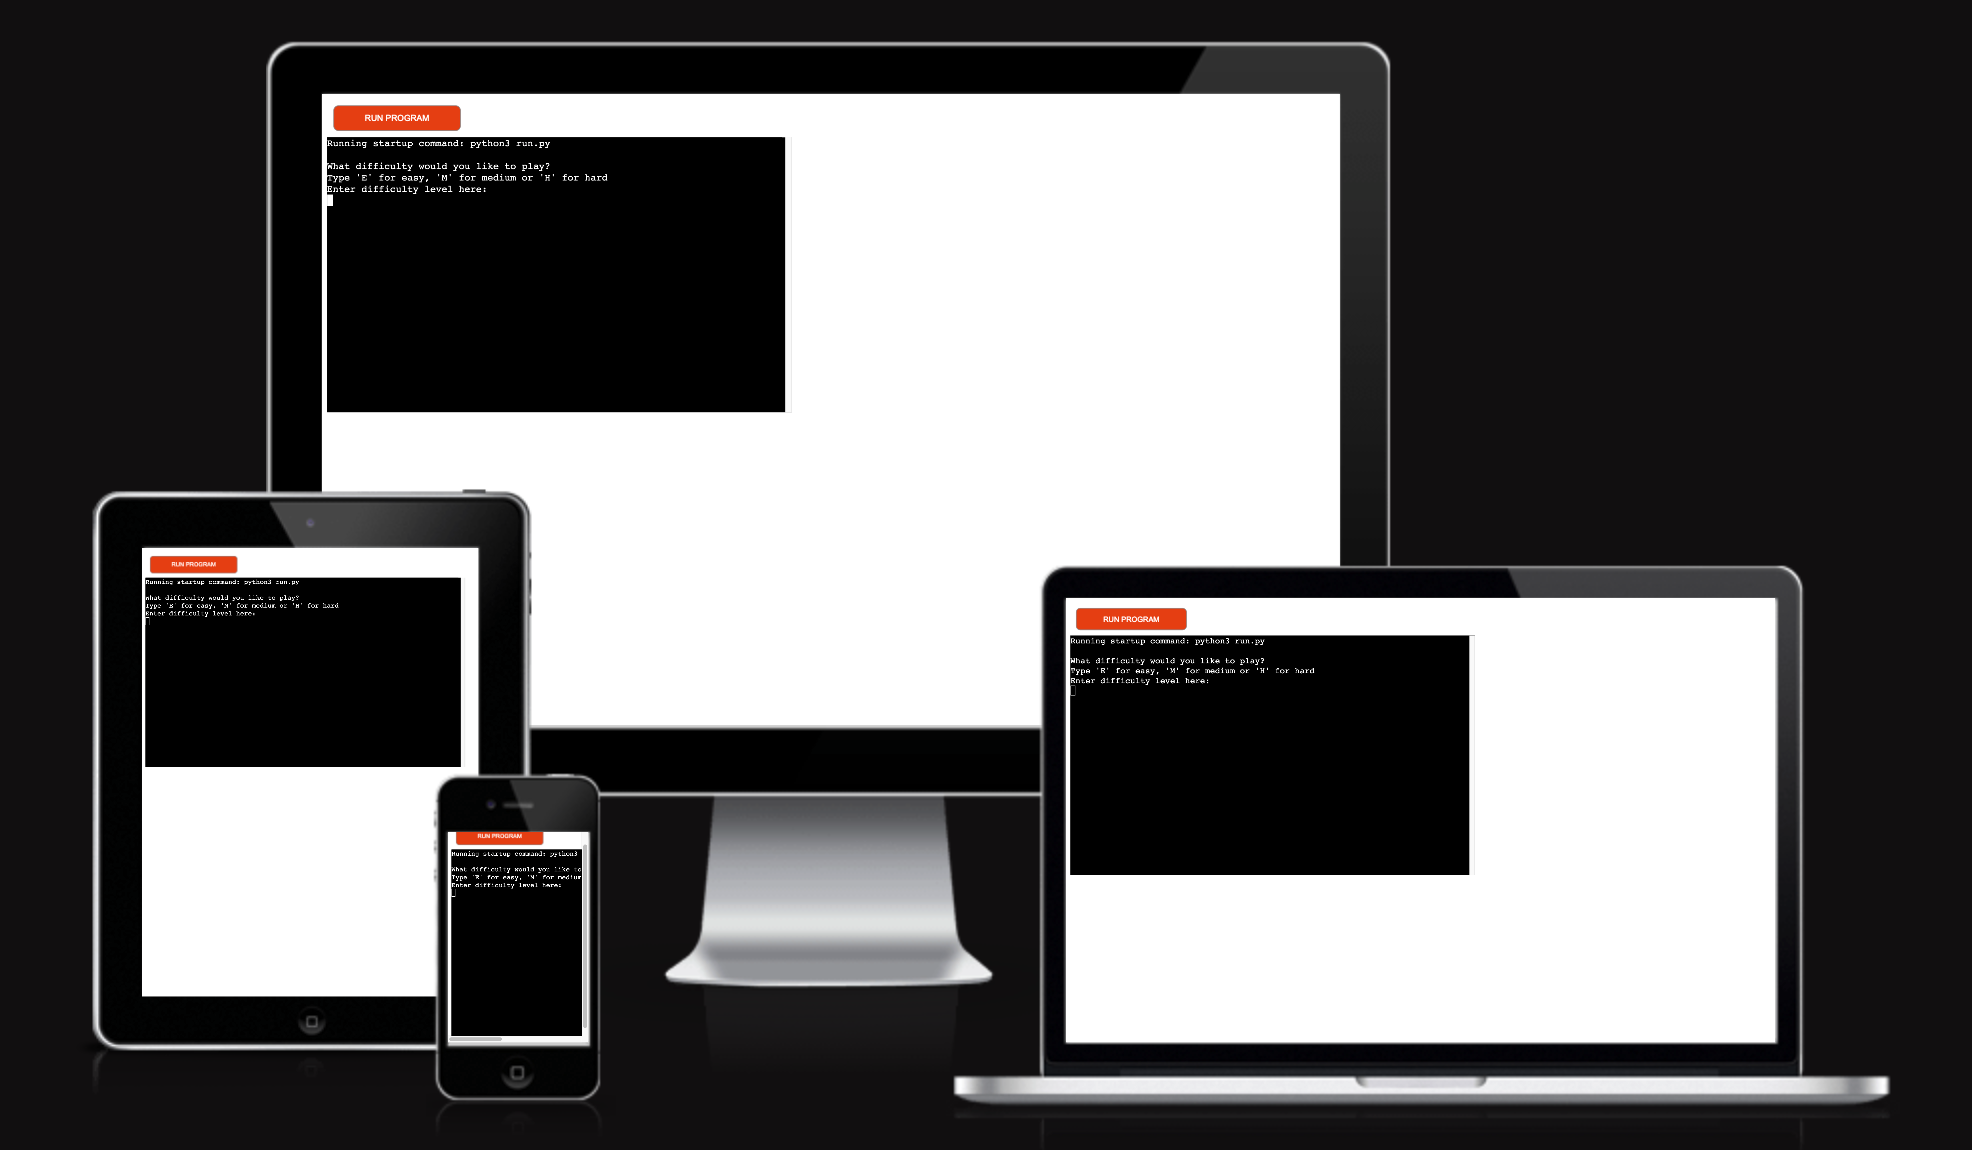 RUN PROGRAM
Running startup command: python3 run.py
What difficulty would you like to play?
Type 'E' for easy, 'M' for medium or 'H' for hard
Enter difficulty level here:
RUN PROGRAM
Running startup command: python3 run.py
What difficulty would you like to play?
Type 'E' for easy, 'M' for medium or 'H' for hard
Enter difficulty level here:
RUN PROGRAM
Running startup command: python3
What difficulty would you like to
Type 'E' for easy, 'M' for medium
Enter difficulty level here:
RUN PROGRAM
Running startup command: python3 run.py
What difficulty would you like to play?
Type 'E' for easy, 'M' for medium or 'H' for hard
Enter difficulty level here: